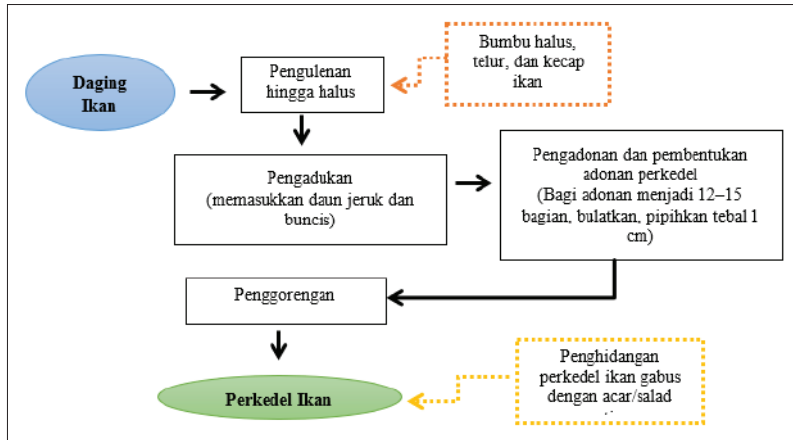 Daging
Ikan
Pengulenan
hingga halus
Bumbu halus,
telur, dan kecap
ikan
Pengadukan
(memasukkan daun jeruk dan
buncis)
Pengadonan dan pembentukan
adonan perkedel
(Bagi adonan menjadi 12–15
bagian, bulatkan, pipihkan tebal 1
cm)
Penggorengan
Perkedel Ikan
Penghidangan
perkedel ikan gabus
dengan acar/salad